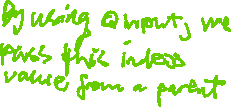 By using @Input, we
pass this index
value, from a parent